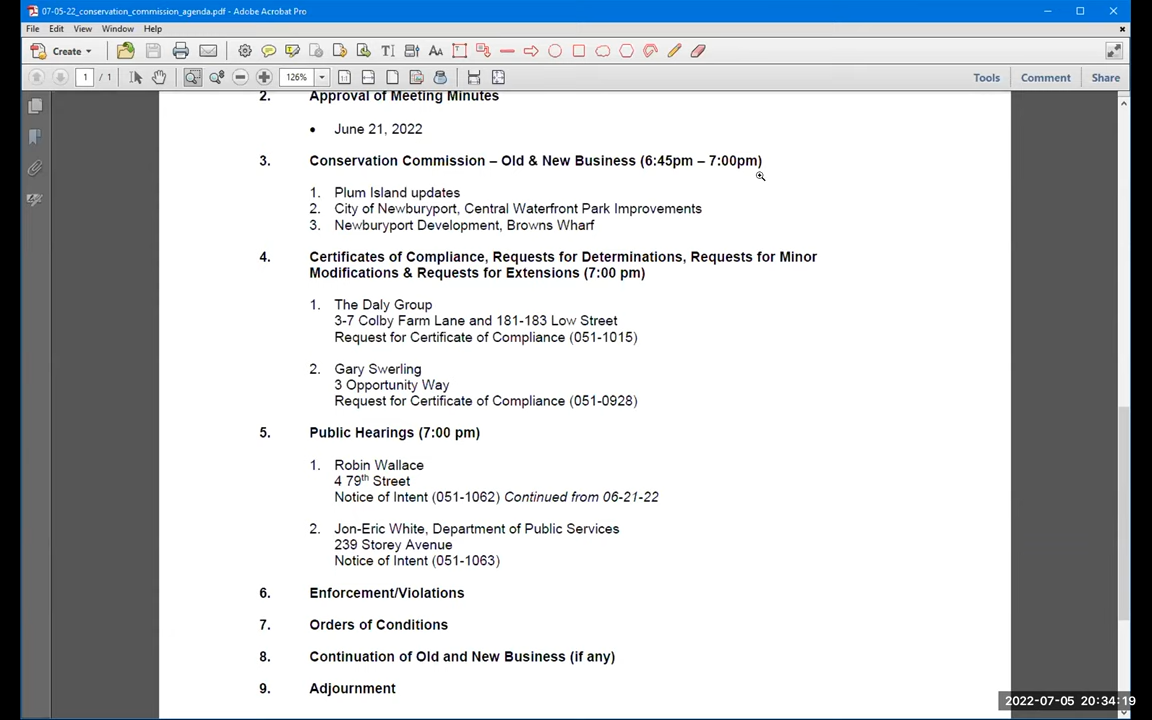 07-05-22_conservation_commission_agenda.pdf - Adobe Acrobat Pro
File Edit View Window Help
Create
1 / 1 126% Tools Comment Share
2. Approval of Meeting Minutes
• June 21, 2022
3. Conservation Commission – Old & New Business (6:45pm – 7:00pm)
1. Plum Island updates
2. City of Newburyport, Central Waterfront Park Improvements
3. Newburyport Development, Browns Wharf
4. Certificates of Compliance, Requests for Determinations, Requests for Minor
Modifications & Requests for Extensions (7:00 pm)
1. The Daly Group
3-7 Colby Farm Lane and 181-183 Low Street
Request for Certificate of Compliance (051-1015)
2. Gary Swerling
3 Opportunity Way
Request for Certificate of Compliance (051-0928)
5. Public Hearings (7:00 pm)
1. Robin Wallace
4 79th Street
Notice of Intent (051-1062) Continued from 06-21-22
2. Jon-Eric White, Department of Public Services
239 Storey Avenue
Notice of Intent (051-1063)
6. Enforcement/Violations
7. Orders of Conditions
8. Continuation of Old and New Business (if any)
9. Adjournment
2022-07-05 20:34:19